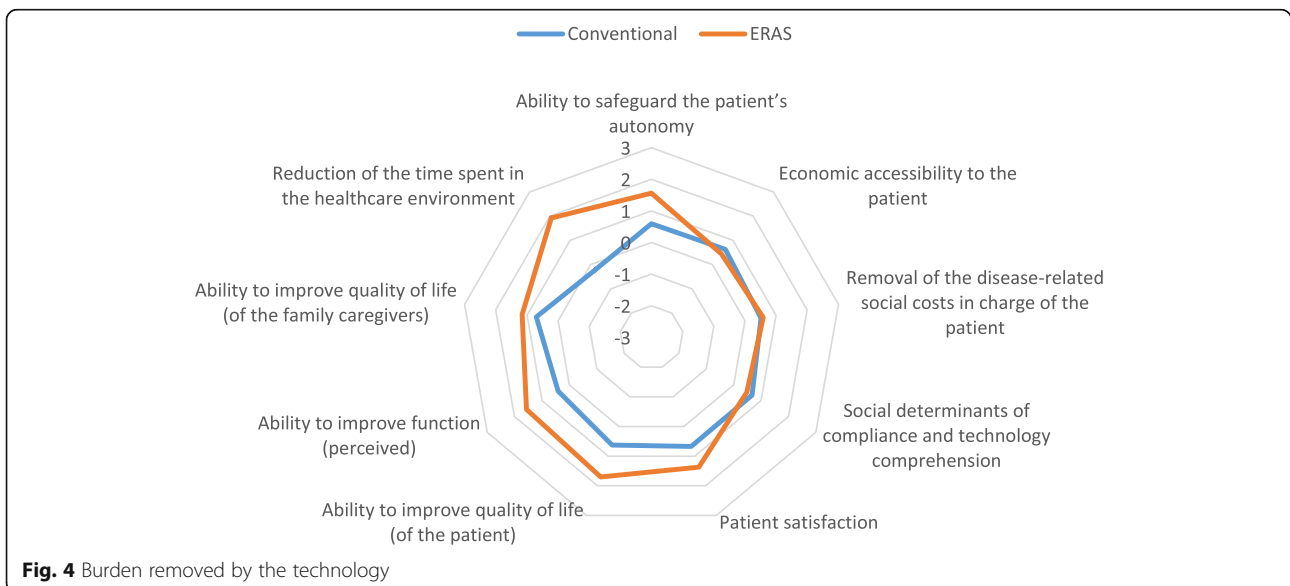 Conventional ERAS
Ability to safeguard the patient’s
autonomy
Economic accessibility to the
patient
Removal of the disease-related
social costs in charge of the
patient
Social determinants of
compliance and technology
comprehension
Patient satisfaction
Ability to improve quality of life
(of the patient)
Ability to improve function
(perceived)
Ability to improve quality of life
(of the family caregivers)
Reduction of the time spent in
the healthcare environment
3
2
1
0
-1
-2
-3
Fig. 4 Burden removed by the technology